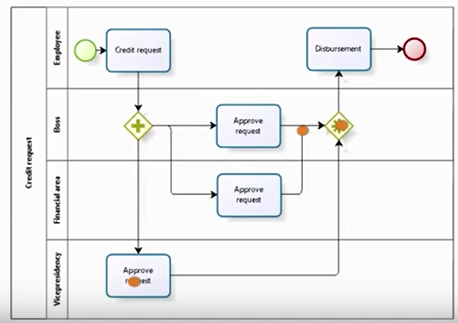 Credit request
Employee
Credit request
Disbursement
Boss
Approve
request
Financial area
Approve
request
Vicepresidency
Approve